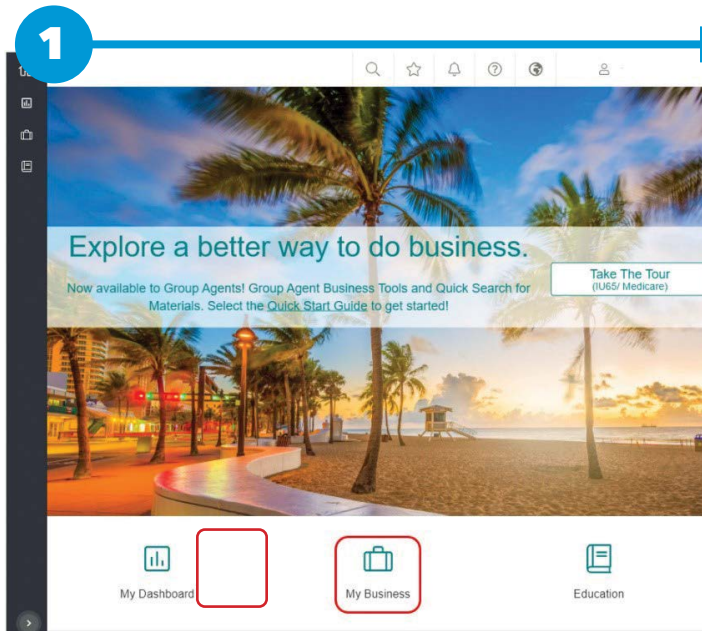 1
Explore a better way to do business.
Now available to Group Agents! Group Agent Business Tools and Quick Search for
Materials. Select the Quick Start Guide to get started!
Take The Tour
(IU65/ Medicare)
My Dashboard
My Business
Education